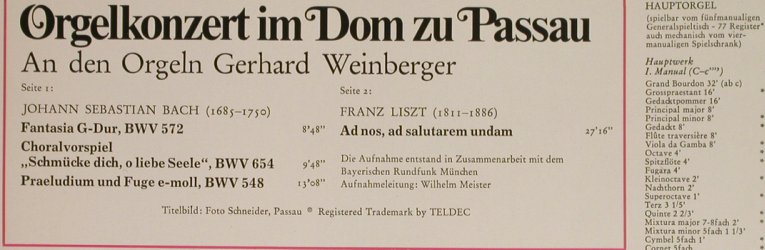 Orgelkonzert im Dom zu Passau
An den Orgeln Gerhard Weinberger
Seite 1:
JOHANN SEBASTIAN BACH (1685–1750)
Fantasia G-Dur, BWV 572 8'48"
Choralvorspiel
„Schmücke dich, o liebe Seele“, BWV 654 9'48"
Praeludium und Fuge e-moll, BWV 548 13'08"
Seite 2:
FRANZ LISZT (1811–1886)
Ad nos, ad salutarem undam 27'16"
Die Aufnahme entstand in Zusammenarbeit mit dem
Bayerischen Rundfunk München
Aufnahmeleitung: Wilhelm Meister
Titelbild: Foto Schneider, Passau ® Registered Trademark by TELDEC
HAUPTORGEL
(spielbar vom fünfmanualigen
Generalspieltisch - 77 Register*
auch mechanisch vom vier-
manualigen Spielschrank)
Hauptwerk
I. Manual (C–c'''')
Grand Bourdon 32' (ab c)
Grosspraestant 16' *
Gedacktpommer 16'
Principal major 8'
Principal minor 8' *
Gedackt 8' *
Flûte traversière 8' *
Viola da Gamba 8' *
Octave 4' *
Spitzflöte 4' *
Fugara 4'
Kleinoctave 2' *
Nachthorn 2'
Superoctave 1'
Terz 3 1/5'
Quinte 2 2/3' *
Mixtura major 7-8fach 2' *
Mixtura minor 5fach 1 1/3'
Cymbel 5fach 1' *
Cornet 5fach